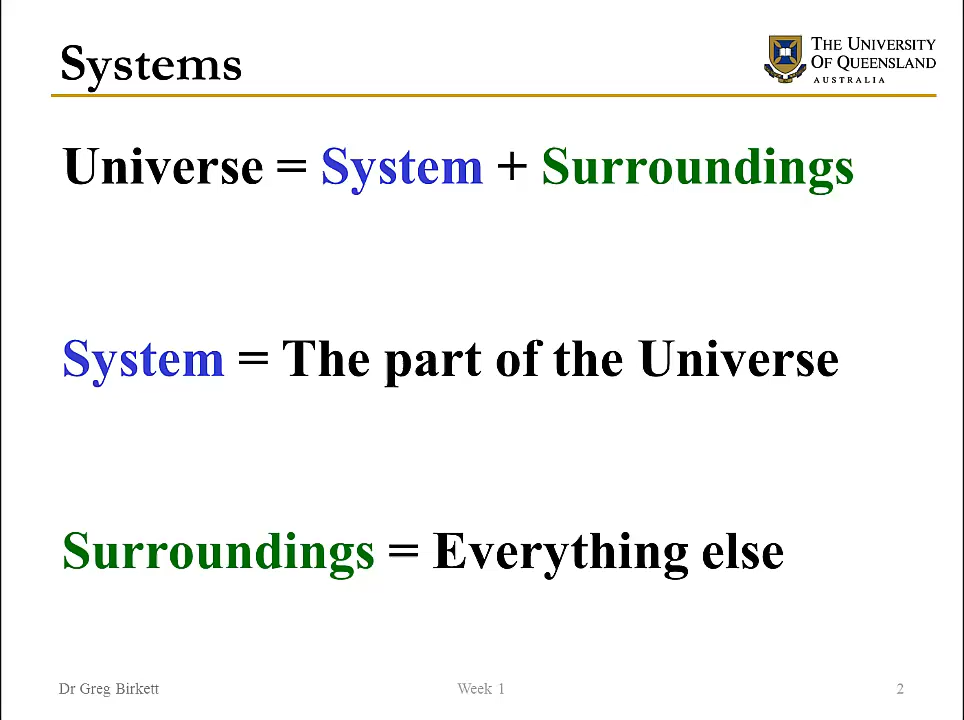 Systems
THE UNIVERSITY
OF QUEENSLAND
AUSTRALIA
Universe = System + Surroundings
System = The part of the Universe
Surroundings = Everything else
Dr Greg Birkett
Week 1
2